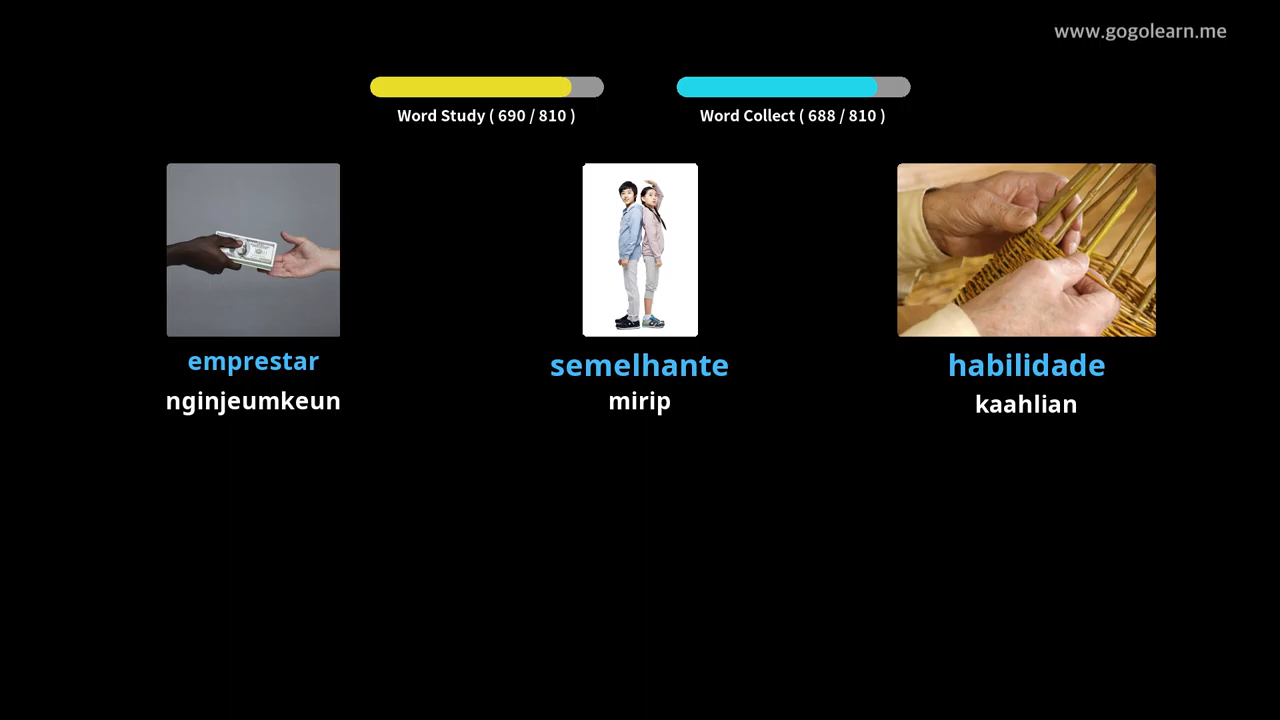 www.gogolearn.me
Word Study ( 690 / 810 )
Word Collect ( 688 / 810 )
emprestar
semelhante
habilidade
nginjeumkeun
mirip
kaahlian